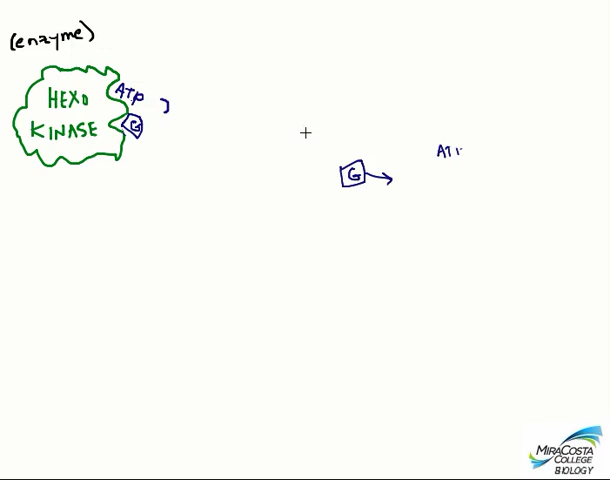 (enzyme)
HEXO
KINASE
ATP
G
G
MIRACOSTA
COLLEGE
BIOLOGY